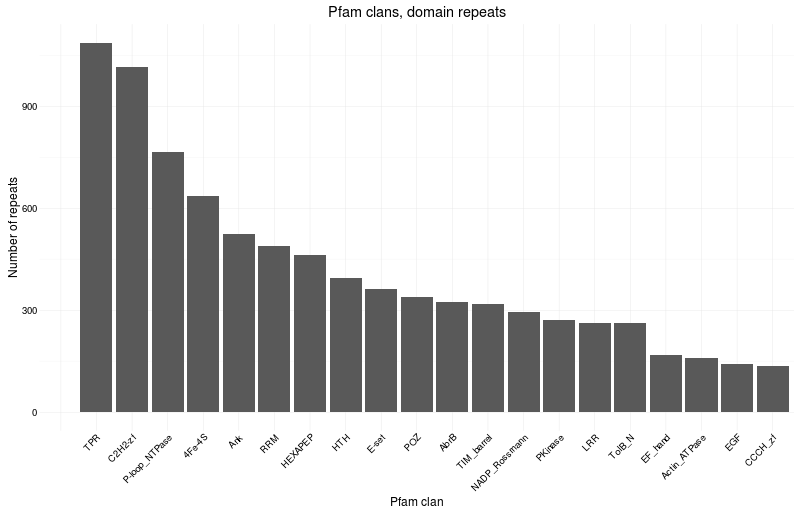 Pfam clans, domain repeats
Number of repeats
900
600
300
0
TPR
C2H2-zf
P-loop_NTPase
4Fe-4S
Ank
RRM
HEXAPEP
HTH
E-set
POZ
AbrB
TIM_barrel
NADP_Rossmann
PKinase
LRR
TolB_N
EF_hand
Actin_ATPase
EGF
CCCH_zf
Pfam clan